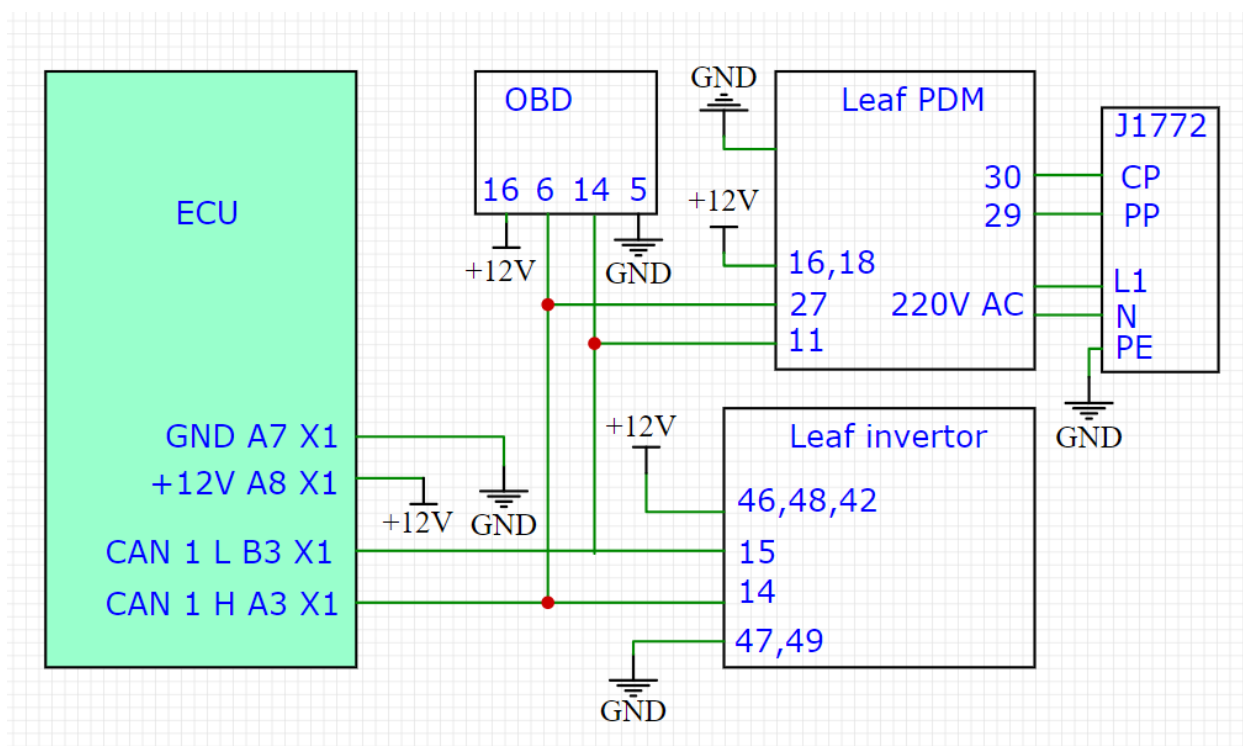 ECU
GND A7 X1
+12V A8 X1
CAN 1 L B3 X1
CAN 1 H A3 X1
+12V
GND
OBD
16 6 14 5
+12V
GND
GND
+12V
Leaf PDM
30
29
16,18
27
220V AC
11
J1772
CP
PP
L1
N
PE
GND
+12V
Leaf invertor
46,48,42
15
14
47,49
GND